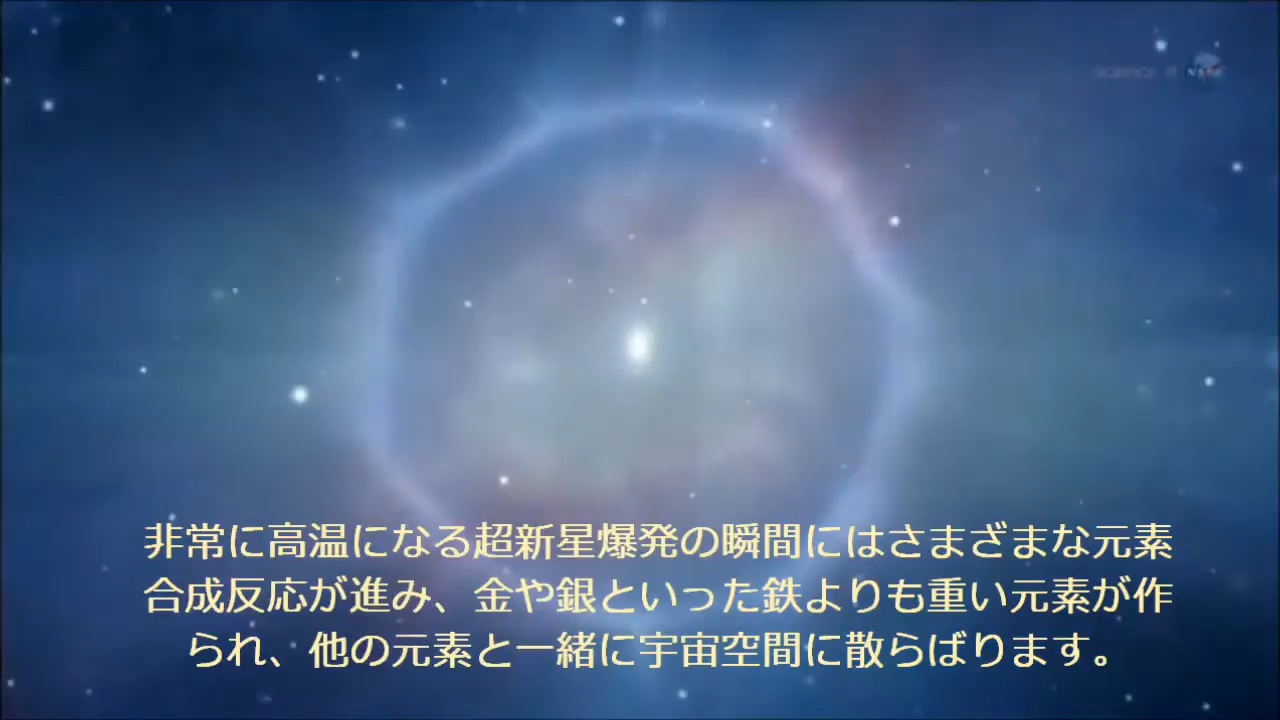 非常に高温になる超新星爆発の瞬間にはさまざまな元素
合成反応が進み、金や銀といった鉄よりも重い元素が作
られ、他の元素と一緒に宇宙空間に散らばります。